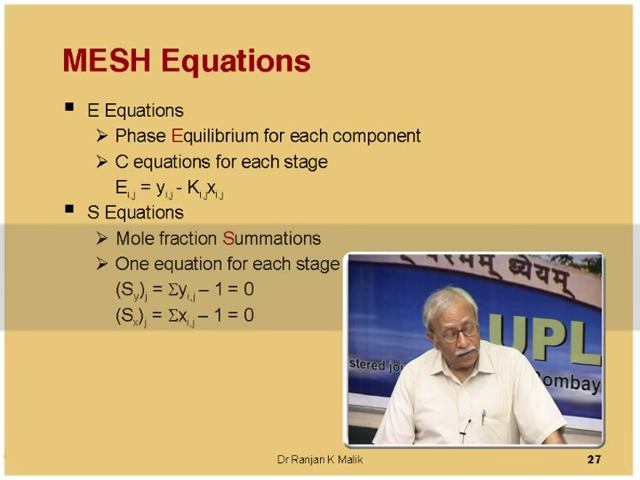 MESH Equations
▪ E Equations
➢ Phase Equilibrium for each component
➢ C equations for each stage
Ei,j = yi,j - Ki,jxi,j
▪ S Equations
➢ Mole fraction Summations
➢ One equation for each stage
(Sy)j = Σyi,j – 1 = 0
(Sx)j = Σxi,j – 1 = 0
ध्येयम्
UPL
stered joi
Bombay
Dr Ranjan K Malik
27